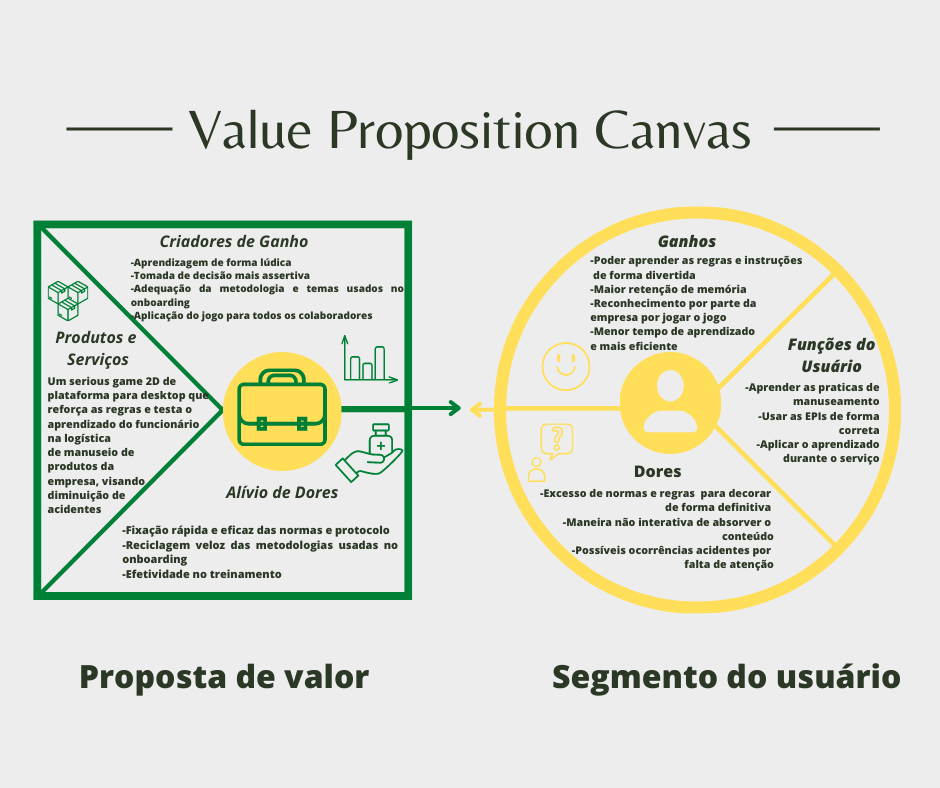 Value Proposition Canvas
Criadores de Ganho
-Aprendizagem de forma lúdica
-Tomada de decisão mais assertiva
-Adequação da metodologia e temas usados no
onboarding
-Aplicação do jogo para todos os colaboradores
Produtos e
Serviços
Um serious game 2D de
plataforma para desktop que
reforça as regras e testa o
aprendizado do funcionário
na logística
de manuseio de
produtos da
empresa, visando
diminuição de
acidentes
Alívio de Dores
-Fixação rápida e eficaz das normas e protocolo
-Reciclagem veloz das metodologias usadas no
onboarding
-Efetividade no treinamento
Ganhos
-Poder aprender as regras e instruções
de forma divertida
-Maior retenção de memória
-Reconhecimento por parte da
empresa por jogar o jogo
-Menor tempo de aprendizado
e mais eficiente
Funções do
Usuário
-Aprender as praticas de
manuseamento
-Usar as EPIs de forma
correta
-Aplicar o aprendizado
durante o serviço
?
Dores
-Excesso de normas e regras para decorar
de forma definitiva
-Maneira não interativa de absorver o
conteúdo
-Possíveis ocorrências acidentes por
falta de atenção
Proposta de valor
Segmento do usuário